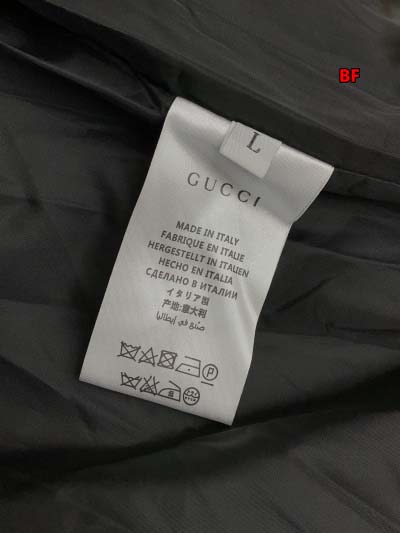 BF
L
GUCCI
MADE IN ITALY
FABRIQUE EN ITALIE
HERGESTELLT IN ITALIEN
HECHO EN ITALIA
СДЕЛАНО В ИТАЛИИ
イタリア国
产地:意大利
صنع في إيطاليا
P